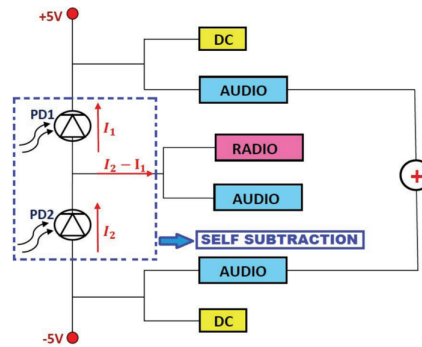 +5V
DC
AUDIO
PD1
I₁
RADIO
I₂ − I₁
AUDIO
+
PD2
I₂
SELF SUBTRACTION
AUDIO
DC
-5V